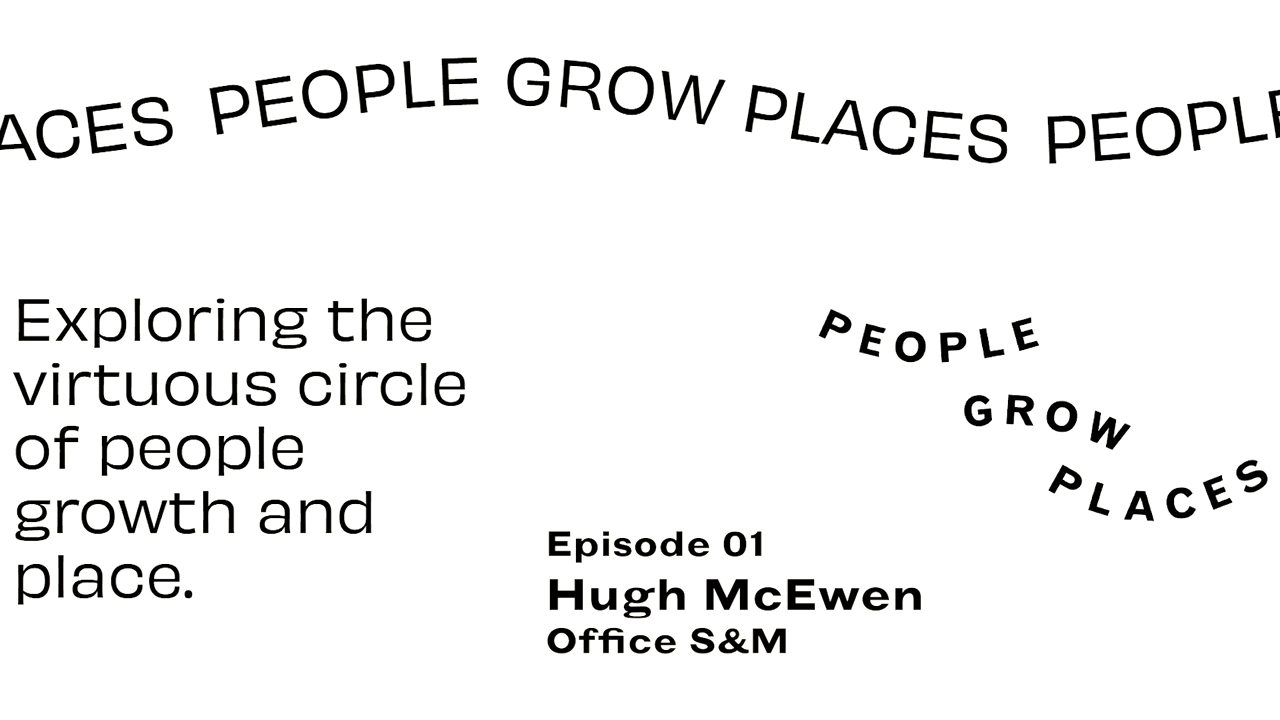 ACES PEOPLE GROW PLACES PEOPLE
Exploring the
virtuous circle
of people
growth and
place.
PEOPLE
GROW
PLACES
Episode 01
Hugh McEwen
Office S&M